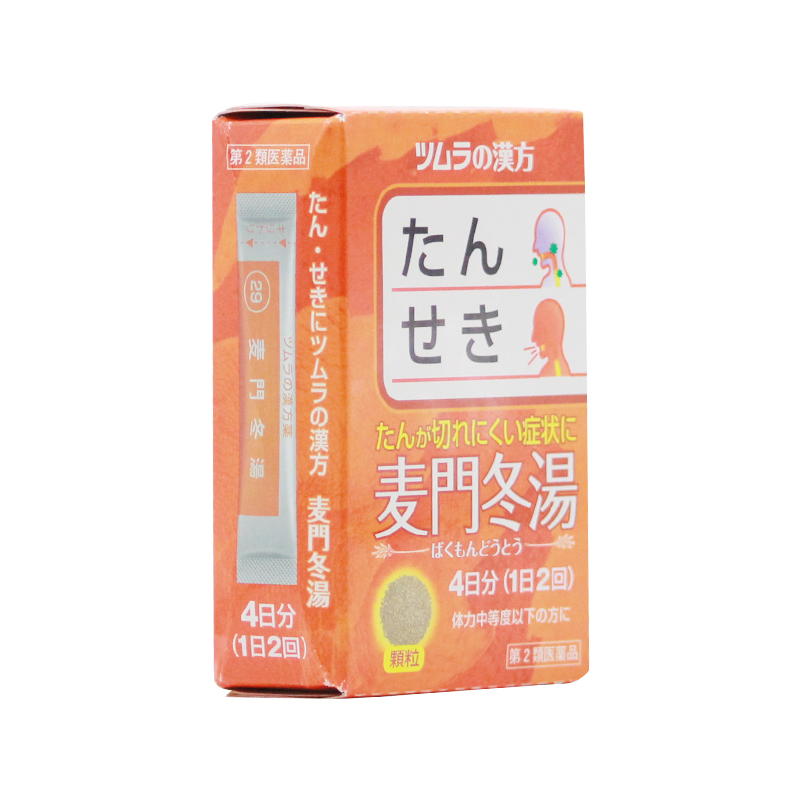 第2類医薬品
ツムラの漢方薬
29 麦門冬湯
たん・せきにツムラの漢方 麦門冬湯
4日分
(1日2回)
ツムラの漢方
たん
せき
たんが切れにくい症状に
麦門冬湯
ばくもんどうとう
4日分(1日2回)
体力中等度以下の方に
顆粒
第2類医薬品